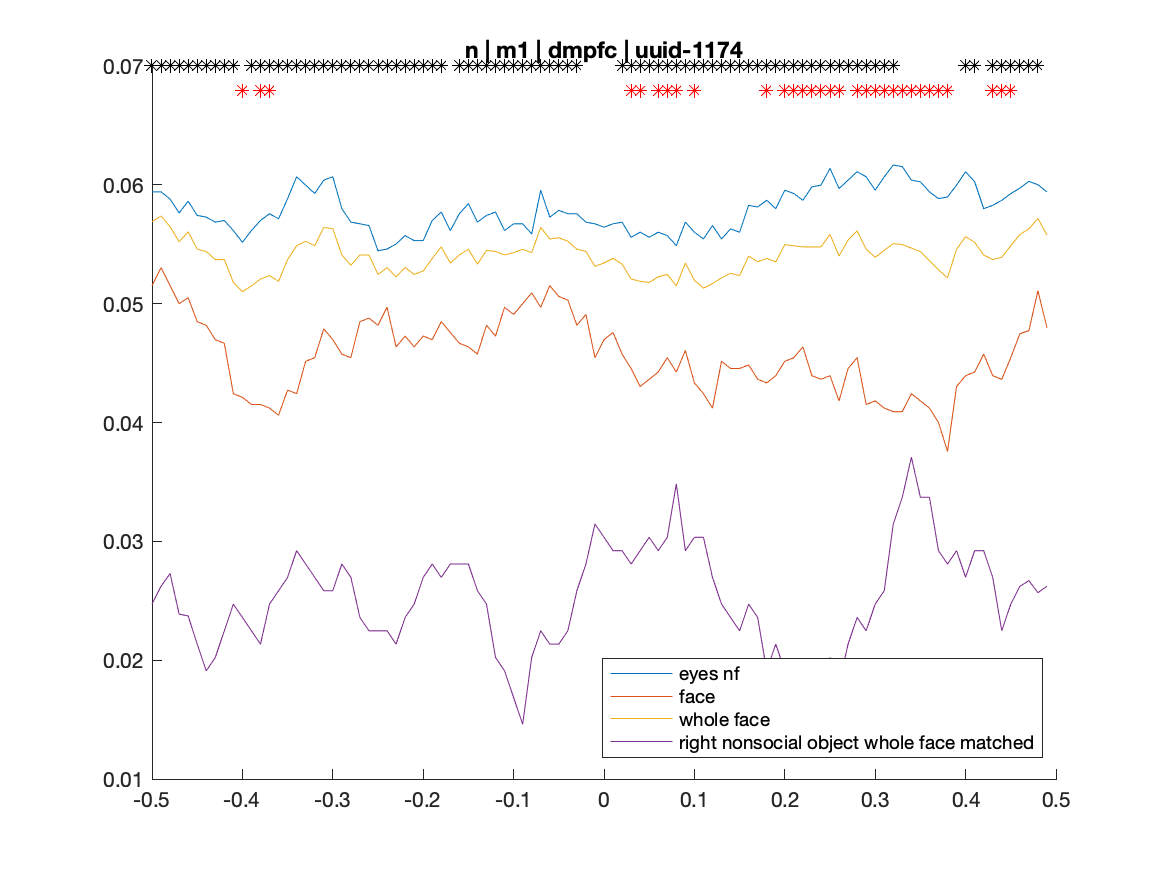 n | m1 | dmpfc | uuid-1174
0.07
0.06
0.05
0.04
0.03
0.02
0.01
eyes nf
face
whole face
right nonsocial object whole face matched
-0.5 -0.4 -0.3 -0.2 -0.1 0 0.1 0.2 0.3 0.4 0.5